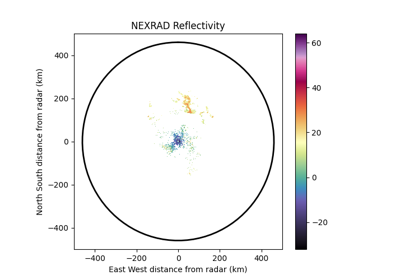 NEXRAD Reflectivity
North South distance from radar (km)
400
200
0
−200
−400
−400 −200 0 200 400
East West distance from radar (km)
60
40
20
0
−20